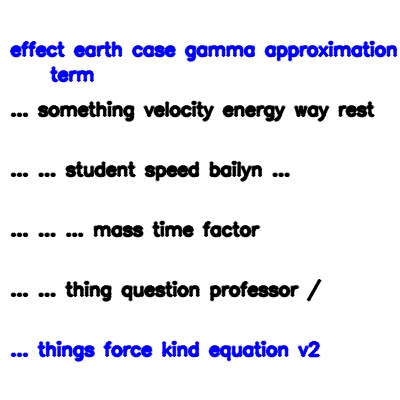 effect earth case gamma approximation
term
... something velocity energy way rest
... ... student speed bailyn ...
... ... ... mass time factor
... ... thing question professor /
... things force kind equation v2